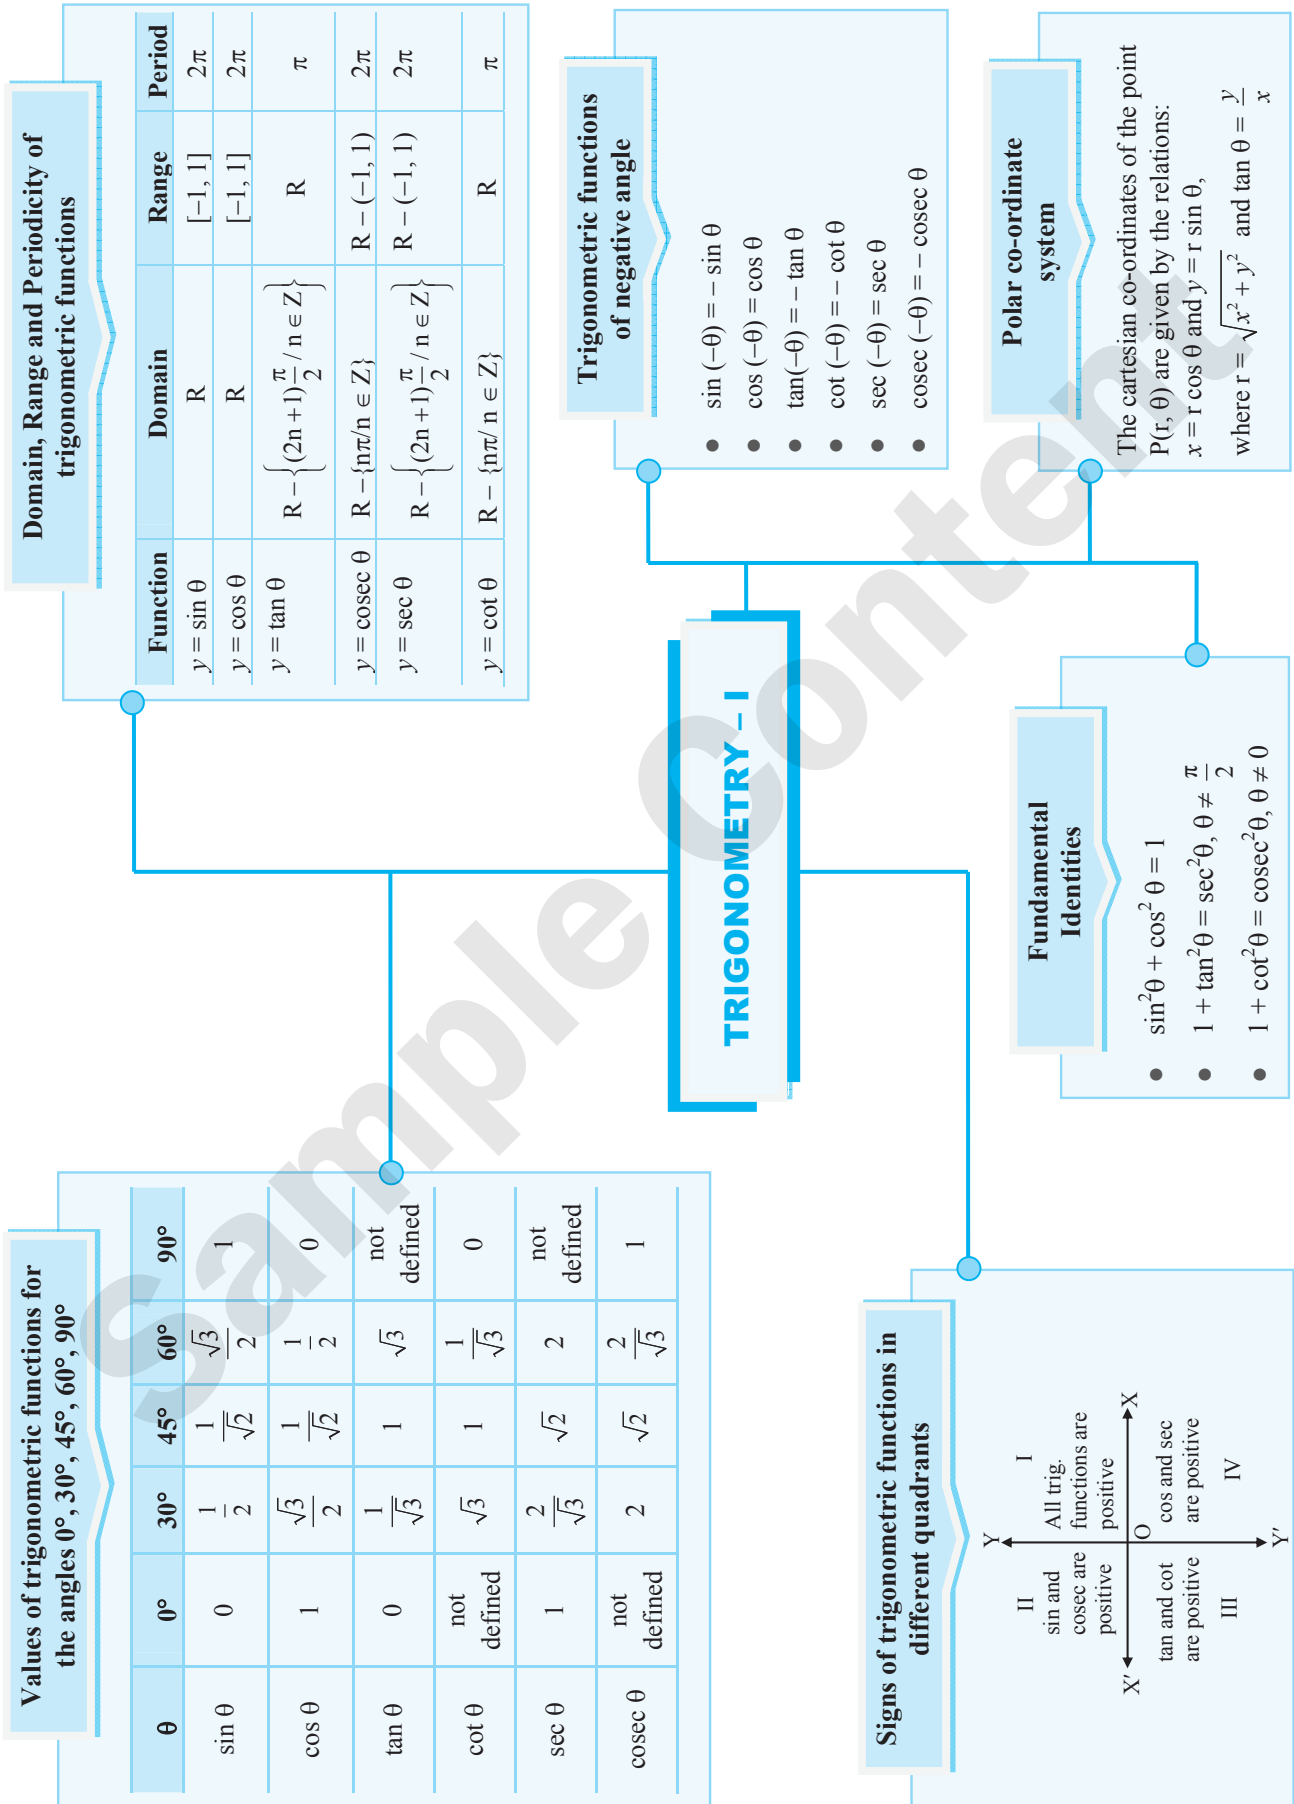 Values of trigonometric functions for
the angles 0°, 30°, 45°, 60°, 90°
θ 0° 30° 45° 60° 90°
sin θ 0 1/2 1/√2 √3/2 1
cos θ 1 √3/2 1/√2 1/2 0
tan θ 0 1/√3 1 √3 not defined
cot θ not defined √3 1 1/√3 0
sec θ 1 2/√3 √2 2 not defined
cosec θ not defined 2 √2 2/√3 1
Domain, Range and Periodicity of
trigonometric functions
Function Domain Range Period
y = sin θ R [−1, 1] 2π
y = cos θ R [−1, 1] 2π
y = tan θ R − {(2n + 1)π/2 / n ∈ Z} R π
y = cosec θ R − {nπ/n ∈ Z} R − (−1, 1) 2π
y = sec θ R − {(2n + 1)π/2 / n ∈ Z} R − (−1, 1) 2π
y = cot θ R − {nπ/ n ∈ Z} R π
TRIGONOMETRY – I
Trigonometric functions
of negative angle
• sin (−θ) = − sin θ
• cos (−θ) = cos θ
• tan(−θ) = − tan θ
• cot (−θ) = − cot θ
• sec (−θ) = sec θ
• cosec (−θ) = − cosec θ
Signs of trigonometric functions in
different quadrants
Y
II
sin and
cosec are
positive
I
All trig.
functions are
positive
X′ O X
tan and cot
are positive
III
cos and sec
are positive
IV
Y′
Fundamental
Identities
• sin²θ + cos² θ = 1
• 1 + tan²θ = sec²θ, θ ≠ π/2
• 1 + cot²θ = cosec²θ, θ ≠ 0
Polar co-ordinate
system
The cartesian co-ordinates of the point
P(r, θ) are given by the relations:
x = r cos θ and y = r sin θ,
where r = √(x² + y²) and tan θ = y/x
Sample Content